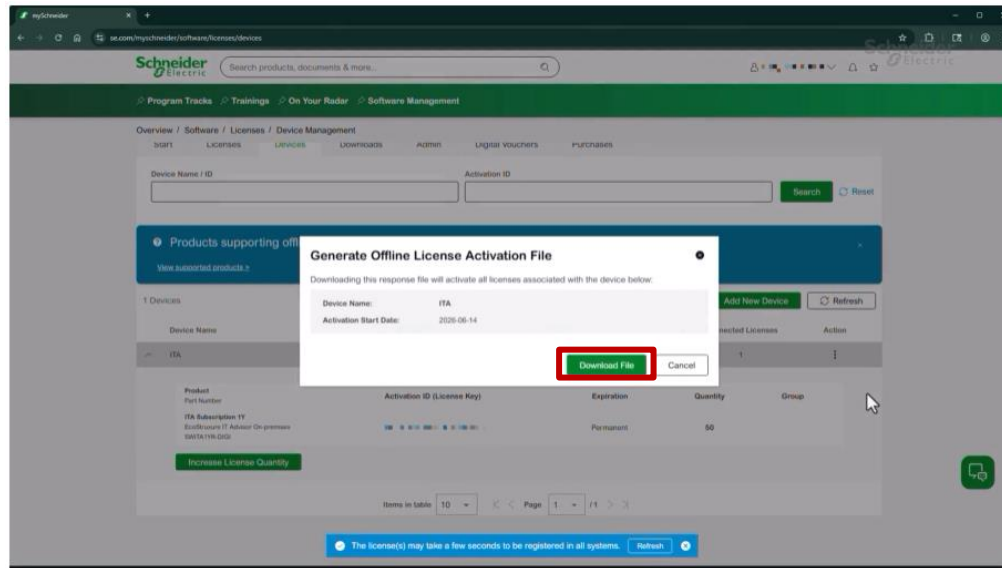 mySchneider
se.com/myschneider/software/licenses/devices
Schneider Electric
Search products, documents & more...
Schneider Electric
Program Tracks Trainings On Your Radar Software Management
Overview / Software / Licenses / Device Management
Start Licenses Devices Downloads Admin Digital Vouchers Purchases
Device Name / ID Activation ID
Search Reset
Products supporting offl
View supported products >
Generate Offline License Activation File
Downloading this response file will activate all licenses associated with the device below:
Device Name: ITA
Activation Start Date: 2026-06-14
Download File Cancel
1 Devices Add New Device Refresh
Device Name nnected Licenses Action
ITA 1
Product
Part Number
Activation ID (License Key) Expiration Quantity Group
ITA Subscription 1Y
EcoStruxure IT Advisor On-premises
Permanent 50
Increase License Quantity
Items in table 10 Page 1 /1
The license(s) may take a few seconds to be registered in all systems. Refresh